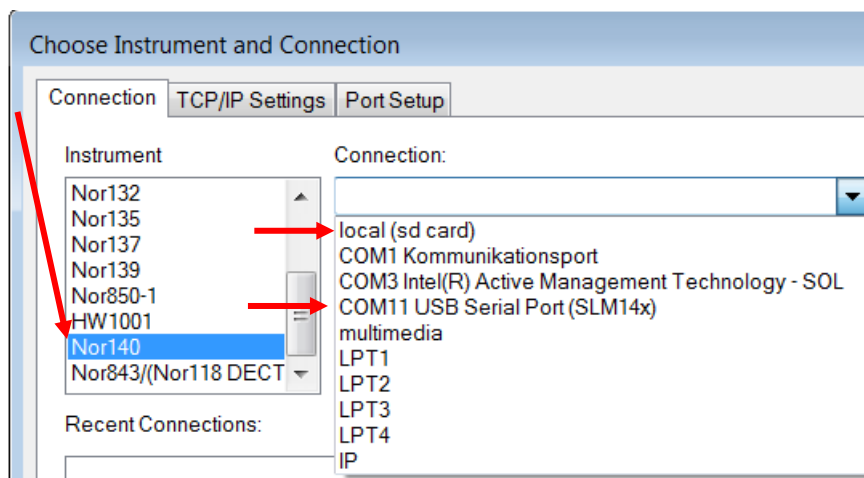 Choose Instrument and Connection
Connection TCP/IP Settings Port Setup
Instrument
Nor132
Nor135
Nor137
Nor139
Nor850-1
HW1001
Nor140
Nor843/(Nor118 DECT
Recent Connections:
Connection:
local (sd card)
COM1 Kommunikationsport
COM3 Intel(R) Active Management Technology - SOL
COM11 USB Serial Port (SLM14x)
multimedia
LPT1
LPT2
LPT3
LPT4
IP